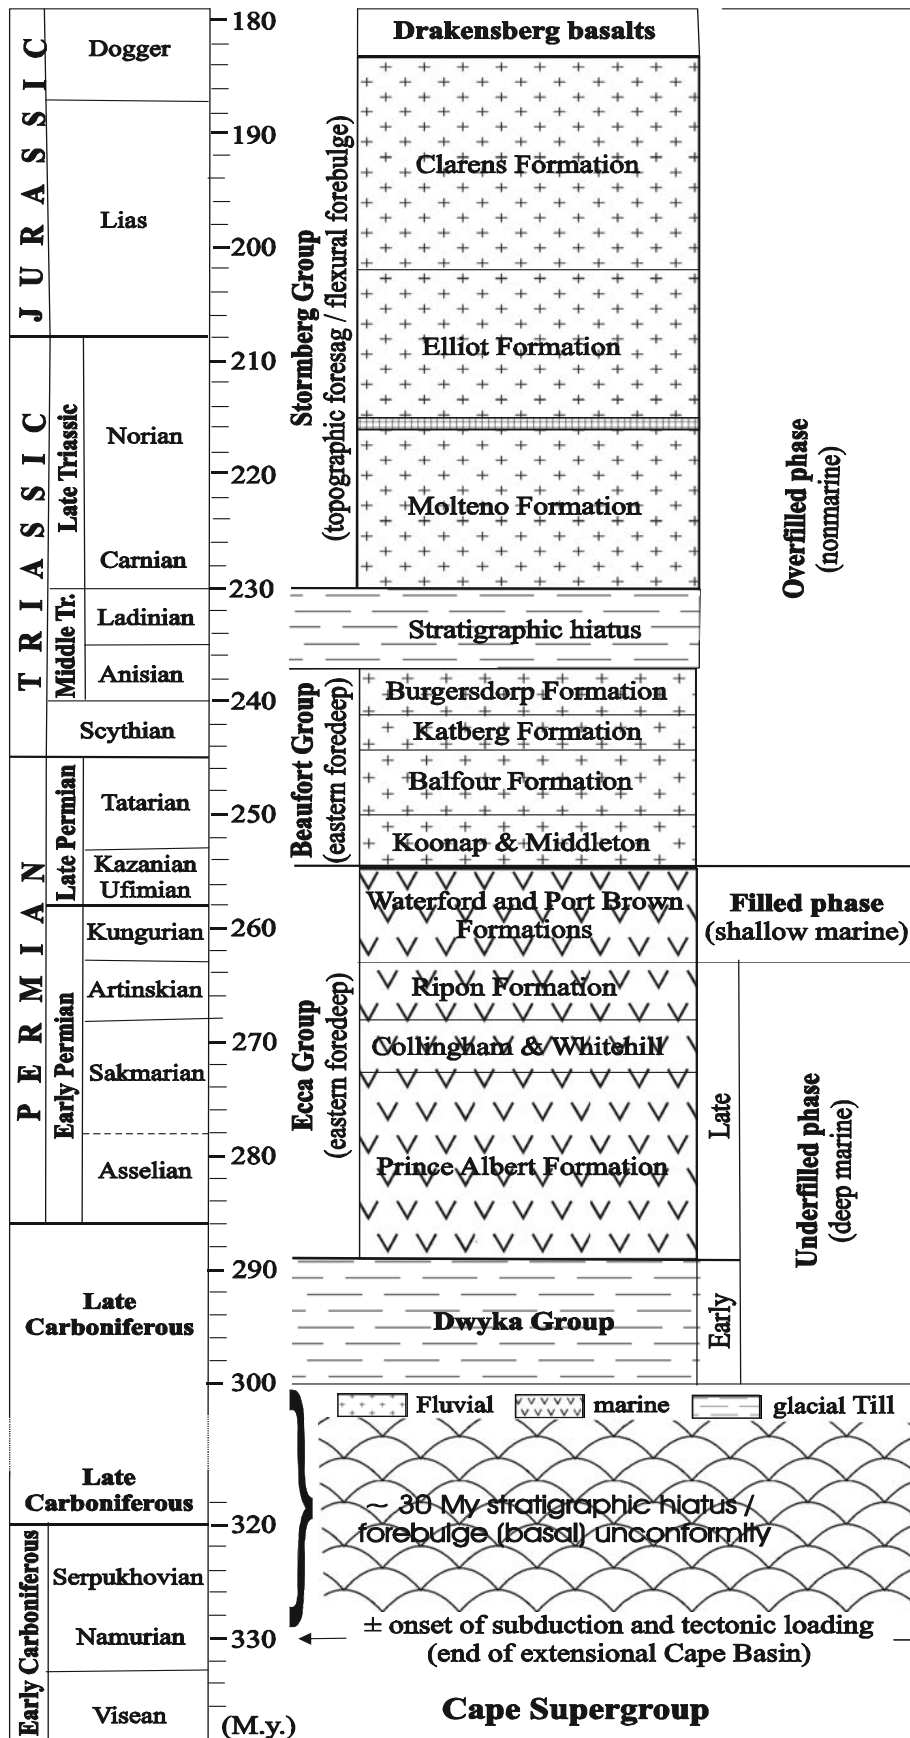 JURASSIC
Dogger
Lias
TRIASSIC
Late Triassic
Norian
Carnian
Middle Tr.
Ladinian
Anisian
Scythian
PERMIAN
Late Permian
Tatarian
Kazanian
Ufimian
Early Permian
Kungurian
Artinskian
Sakmarian
Asselian
Late
Carboniferous
Late
Carboniferous
Early Carboniferous
Serpukhovian
Namurian
Visean
180
190
200
210
220
230
240
250
260
270
280
290
300
320
330
(M.y.)
Stormberg Group
(topographic foresag / flexural forebulge)
Beaufort Group
(eastern foredeep)
Ecca Group
(eastern foredeep)
Drakensberg basalts
Clarens Formation
Elliot Formation
Molteno Formation
Stratigraphic hiatus
Burgersdorp Formation
Katberg Formation
Balfour Formation
Koonap & Middleton
Waterford and Port Brown
Formations
Ripon Formation
Collingham & Whitehill
Prince Albert Formation
Dwyka Group
Overfilled phase
(nonmarine)
Filled phase
(shallow marine)
Late
Early
Underfilled phase
(deep marine)
Fluvial
marine
glacial Till
~ 30 My stratigraphic hiatus /
forebulge (basal) unconformity
± onset of subduction and tectonic loading
(end of extensional Cape Basin)
Cape Supergroup